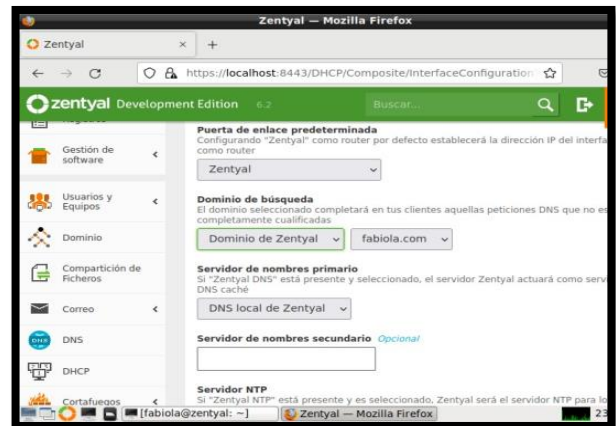 Zentyal — Mozilla Firefox
Zentyal × +
https://localhost:8443/DHCP/Composite/InterfaceConfiguration
zentyal Development Edition 6.2 Buscar...
Gestión de software
Usuarios y Equipos
Dominio
Compartición de Ficheros
Correo
DNS
DHCP
Cortafuegos
Puerta de enlace predeterminada
Configurando "Zentyal" como router por defecto establecerá la dirección IP del interfa
como router
Zentyal
Dominio de búsqueda
El dominio seleccionado completará en tus clientes aquellas peticiones DNS que no es
completamente cualificadas
Dominio de Zentyal fabiola.com
Servidor de nombres primario
Si "Zentyal DNS" está presente y seleccionado, el servidor Zentyal actuará como serv
DNS caché
DNS local de Zentyal
Servidor de nombres secundario Opcional
Servidor NTP
Si "Zentyal NTP" está presente y es seleccionado, Zentyal será el servidor NTP para lo
[fabiola@zentyal: ~] Zentyal — Mozilla Firefox 23